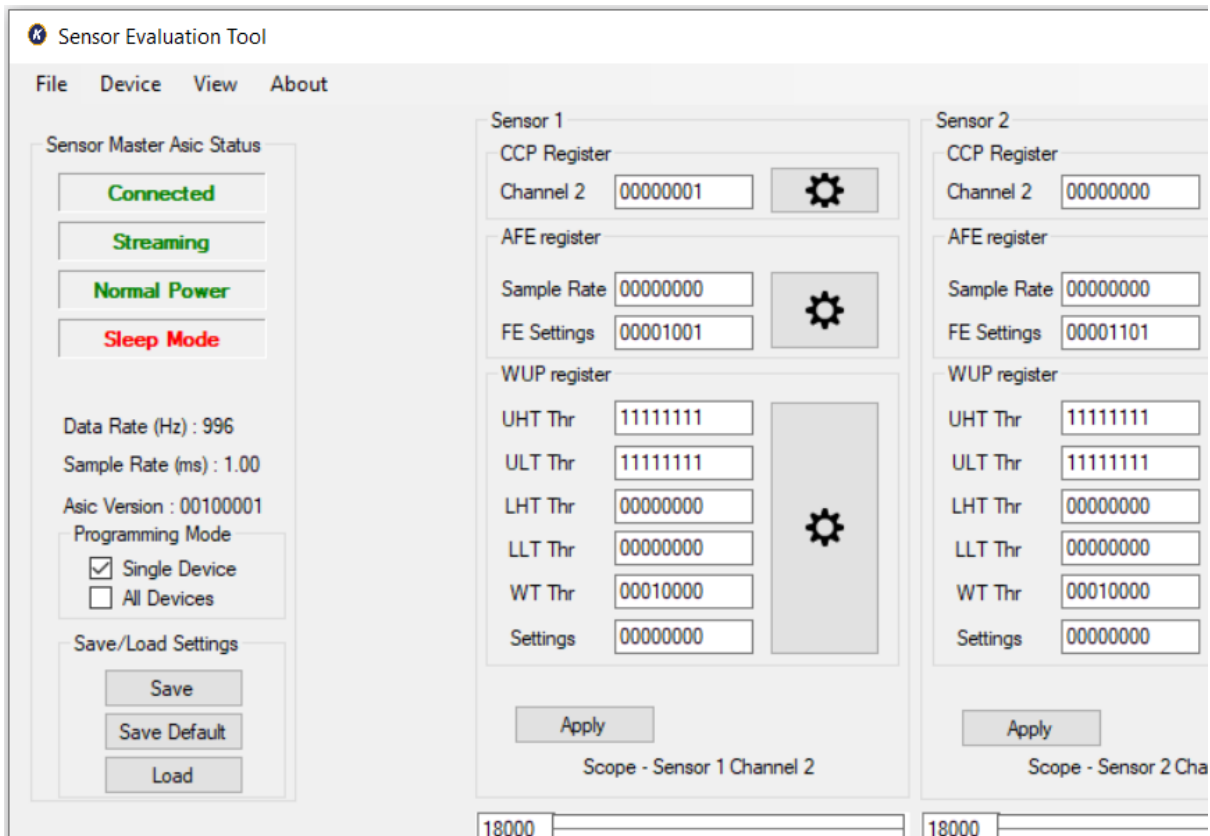 K
Sensor Evaluation Tool
File Device View About
Sensor Master Asic Status
Connected
Streaming
Normal Power
Sleep Mode
Data Rate (Hz) : 996
Sample Rate (ms) : 1.00
Asic Version : 00100001
Programming Mode
Single Device
All Devices
Save/Load Settings
Save
Save Default
Load
Sensor 1
CCP Register
Channel 2 00000001
AFE register
Sample Rate 00000000
FE Settings 00001001
WUP register
UHT Thr 11111111
ULT Thr 11111111
LHT Thr 00000000
LLT Thr 00000000
WT Thr 00010000
Settings 00000000
Apply
Scope - Sensor 1 Channel 2
18000
Sensor 2
CCP Register
Channel 2 00000000
AFE register
Sample Rate 00000000
FE Settings 00001101
WUP register
UHT Thr 11111111
ULT Thr 11111111
LHT Thr 00000000
LLT Thr 00000000
WT Thr 00010000
Settings 00000000
Apply
Scope - Sensor 2 Cha
18000